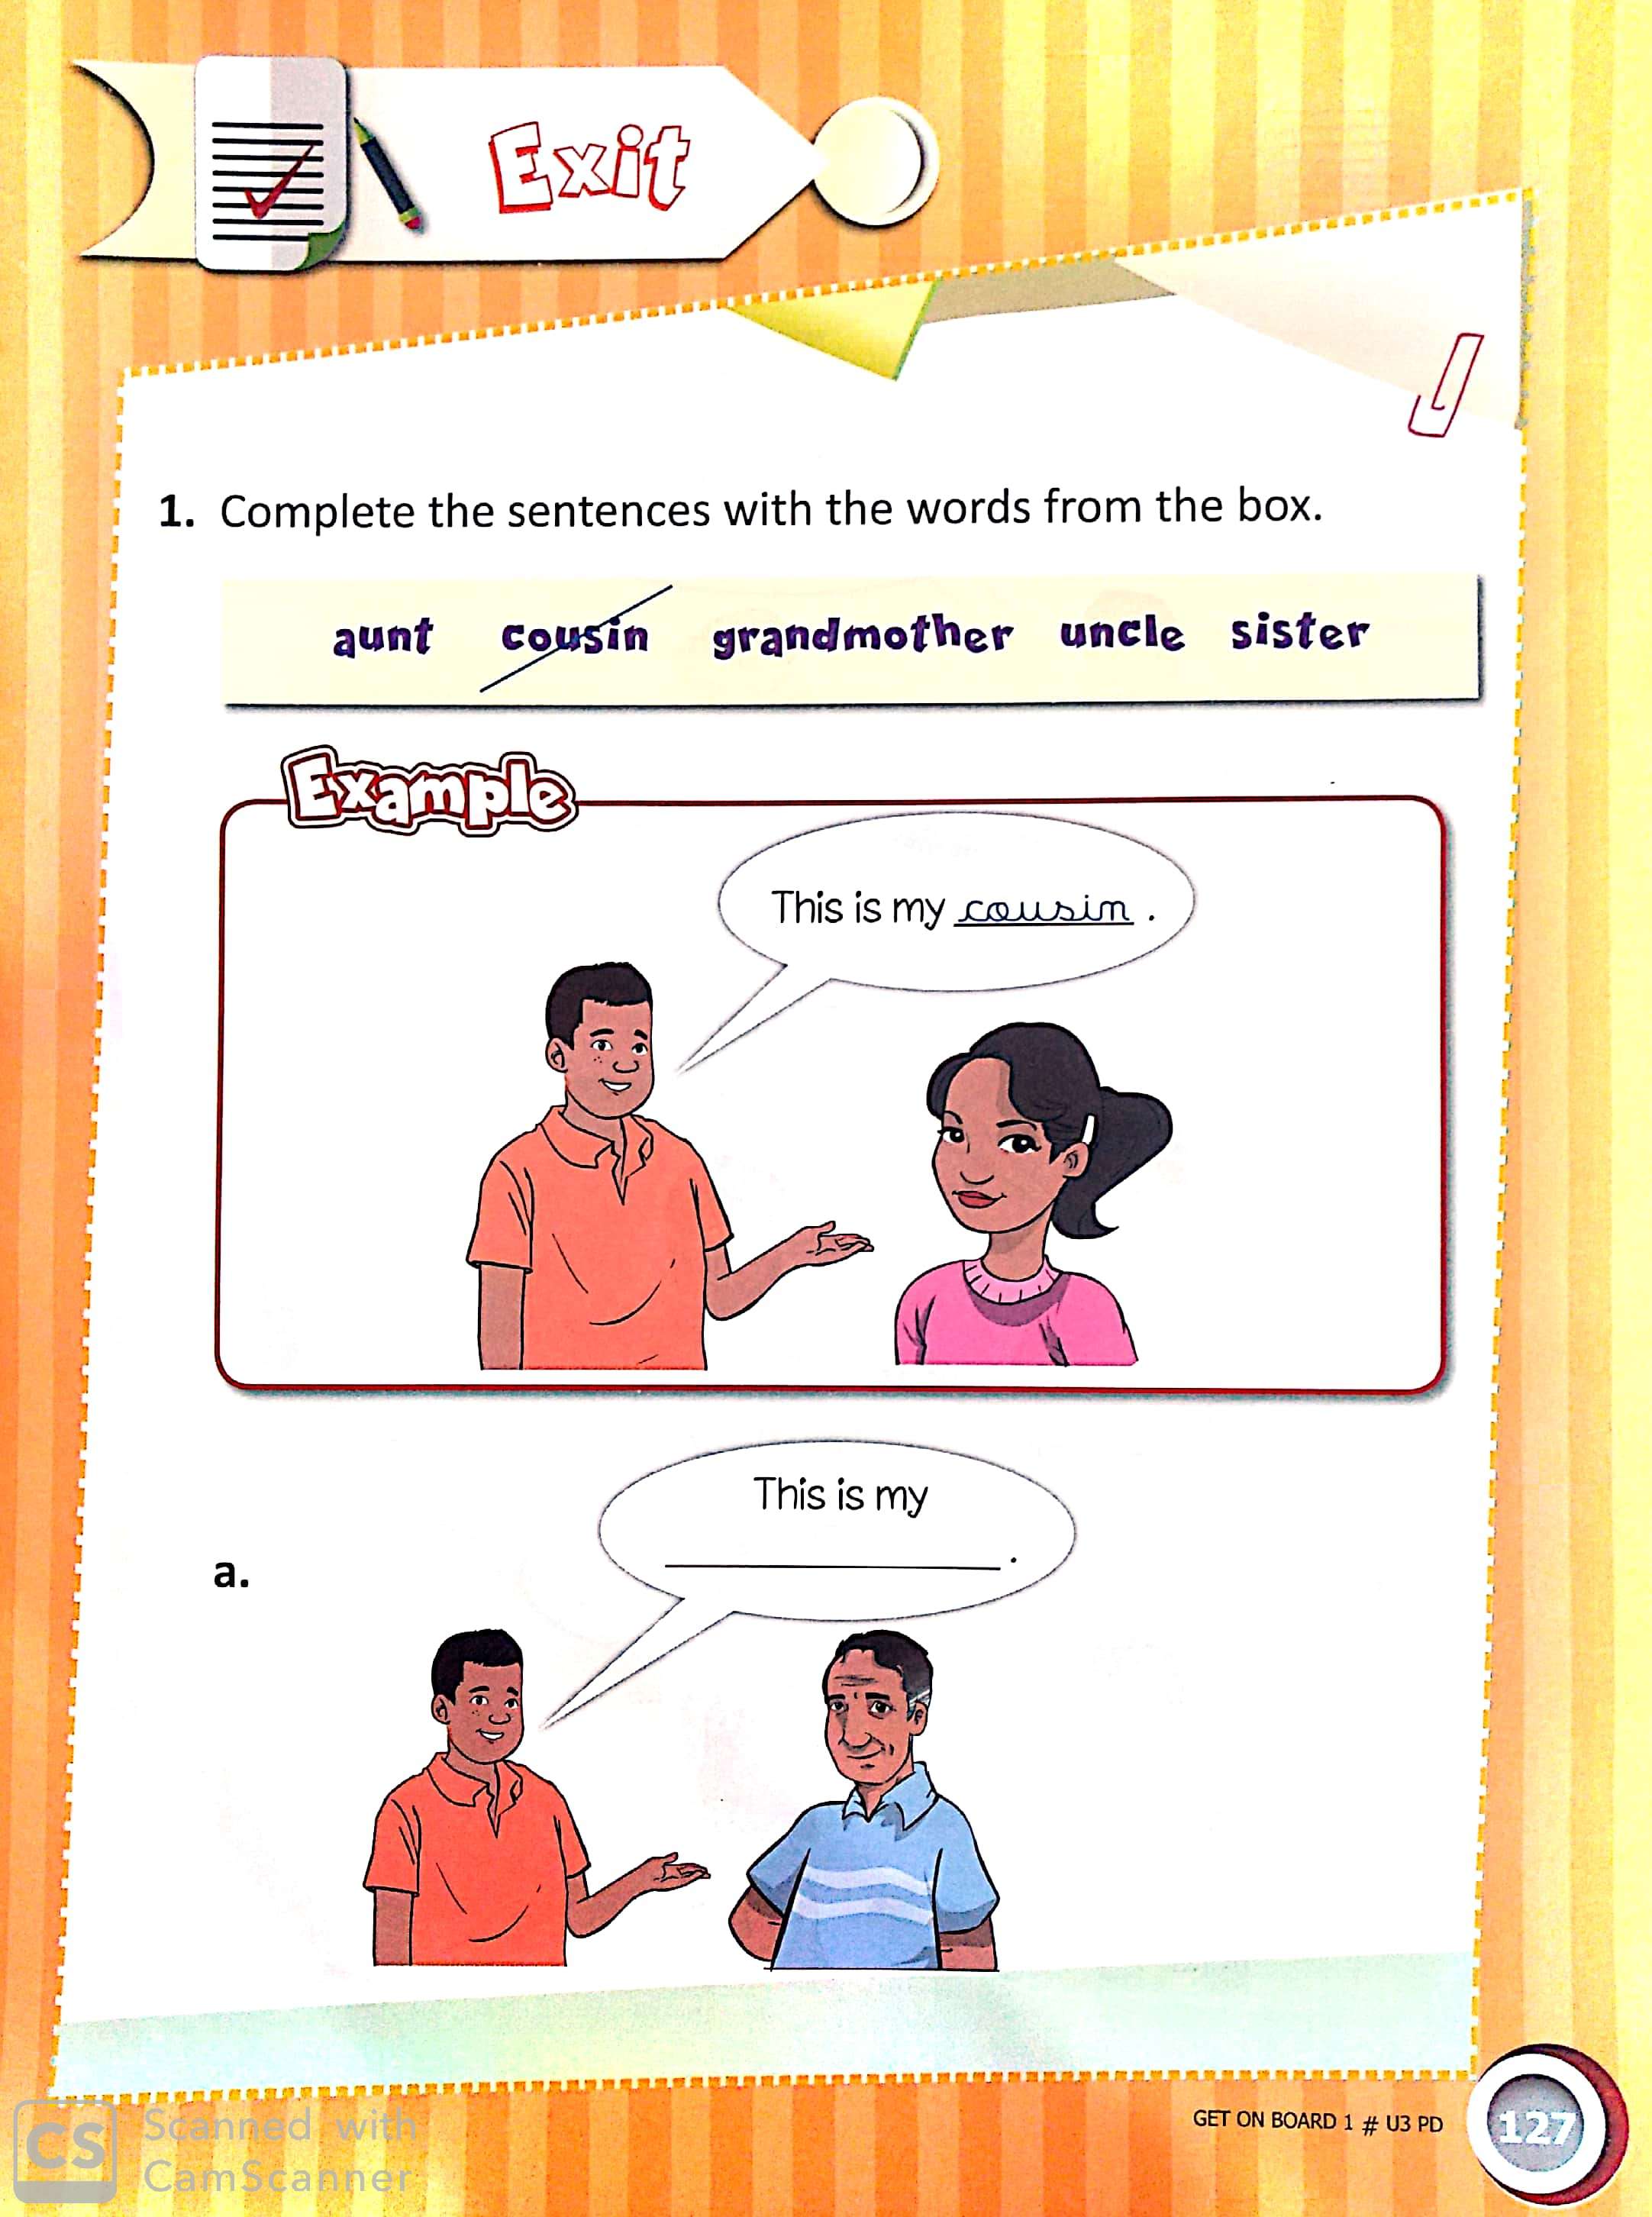 Exit
1. Complete the sentences with the words from the box.
aunt cousin grandmother uncle sister
Example
This is my cousin .
This is my
a. ____________ .
GET ON BOARD 1 # U3 PD
127
CS Scanned with
CamScanner